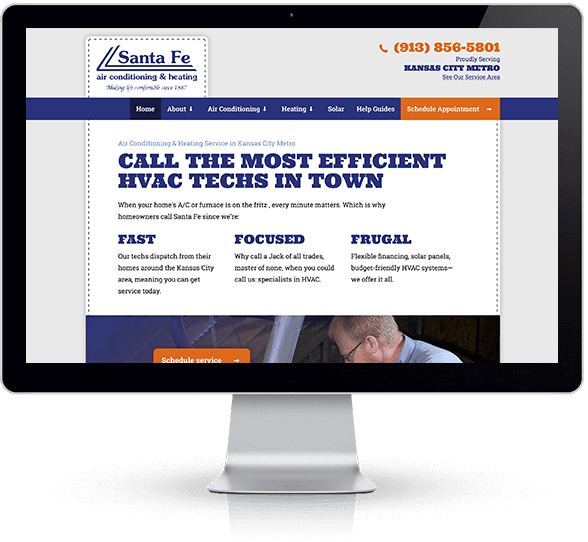 Santa Fe
air conditioning & heating
Making life comfortable since 1987
(913) 856-5801
Proudly Serving
KANSAS CITY METRO
See Our Service Area
Home About Air Conditioning Heating Solar Help Guides Schedule Appointment
Air Conditioning & Heating Service in Kansas City Metro
CALL THE MOST EFFICIENT
HVAC TECHS IN TOWN
When your home's A/C or furnace is on the fritz , every minute matters. Which is why
homeowners call Santa Fe since we're:
FAST
Our techs dispatch from their
homes around the Kansas City
area, meaning you can get
service today.
FOCUSED
Why call a Jack of all trades,
master of none, when you could
call us: specialists in HVAC.
FRUGAL
Flexible financing, solar panels,
budget-friendly HVAC systems—
we offer it all.
Schedule service